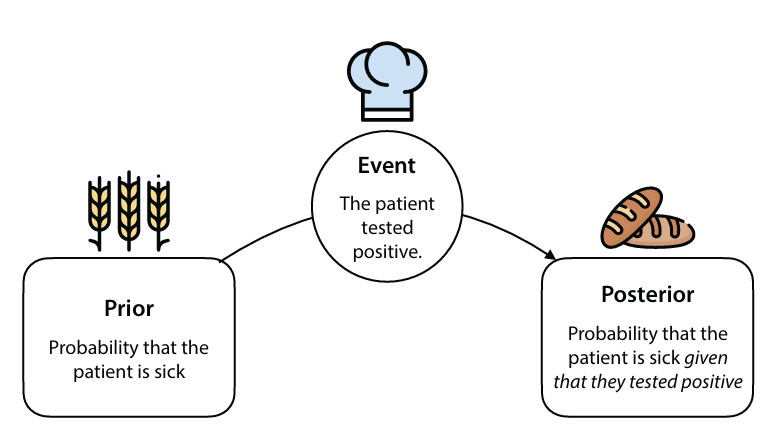 Event
The patient
tested
positive.
Prior
Probability that the
patient is sick
Posterior
Probability that the
patient is sick given
that they tested positive